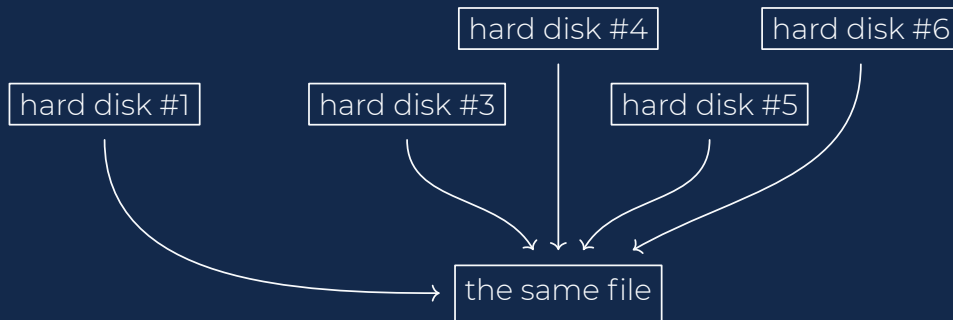 hard disk #4
hard disk #6
hard disk #1
hard disk #3
hard disk #5
the same file